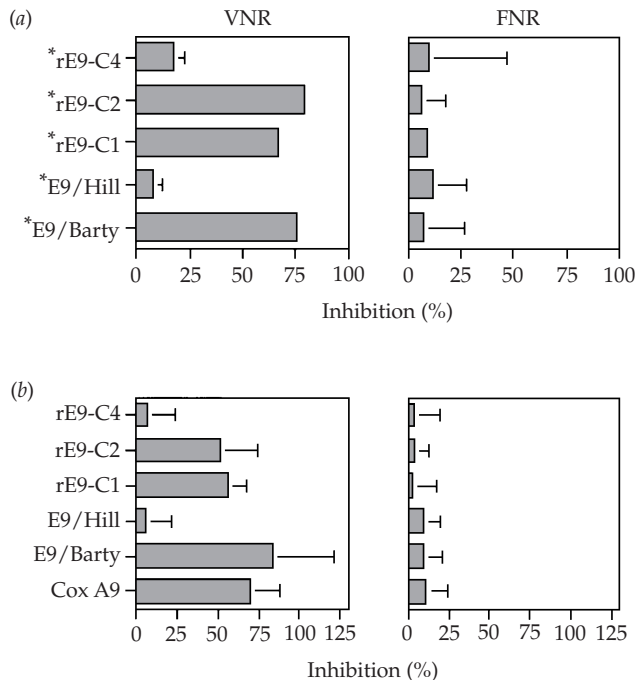 (a)
VNR
FNR
*rE9-C4
*rE9-C2
*rE9-C1
*E9/Hill
*E9/Barty
0 25 50 75 100
0 25 50 75 100
Inhibition (%)
(b)
rE9-C4
rE9-C2
rE9-C1
E9/Hill
E9/Barty
Cox A9
0 25 50 75 100 125
0 25 50 75 100 125
Inhibition (%)